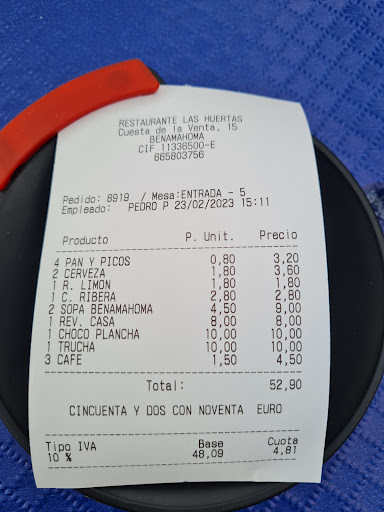 RESTAURANTE LAS HUERTAS
Cuesta de la Venta, 15
BENAMAHOMA
CIF 11336500-E
665803756
Pedido: 8919 / Mesa:ENTRADA - 5
Empleado: PEDRO P 23/02/2023 15:11
Producto P. Unit. Precio
4 PAN Y PICOS 0,80 3,20
2 CERVEZA 1,80 3,60
1 R. LIMON 1,80 1,80
1 C. RIBERA 2,80 2,80
2 SOPA BENAMAHOMA 4,50 9,00
1 REV. CASA 8,00 8,00
1 CHOCO PLANCHA 10,00 10,00
1 TRUCHA 10,00 10,00
3 CAFE 1,50 4,50
Total: 52,90
CINCUENTA Y DOS CON NOVENTA EURO
Tipo IVA Base Cuota
10 % 48,09 4,81